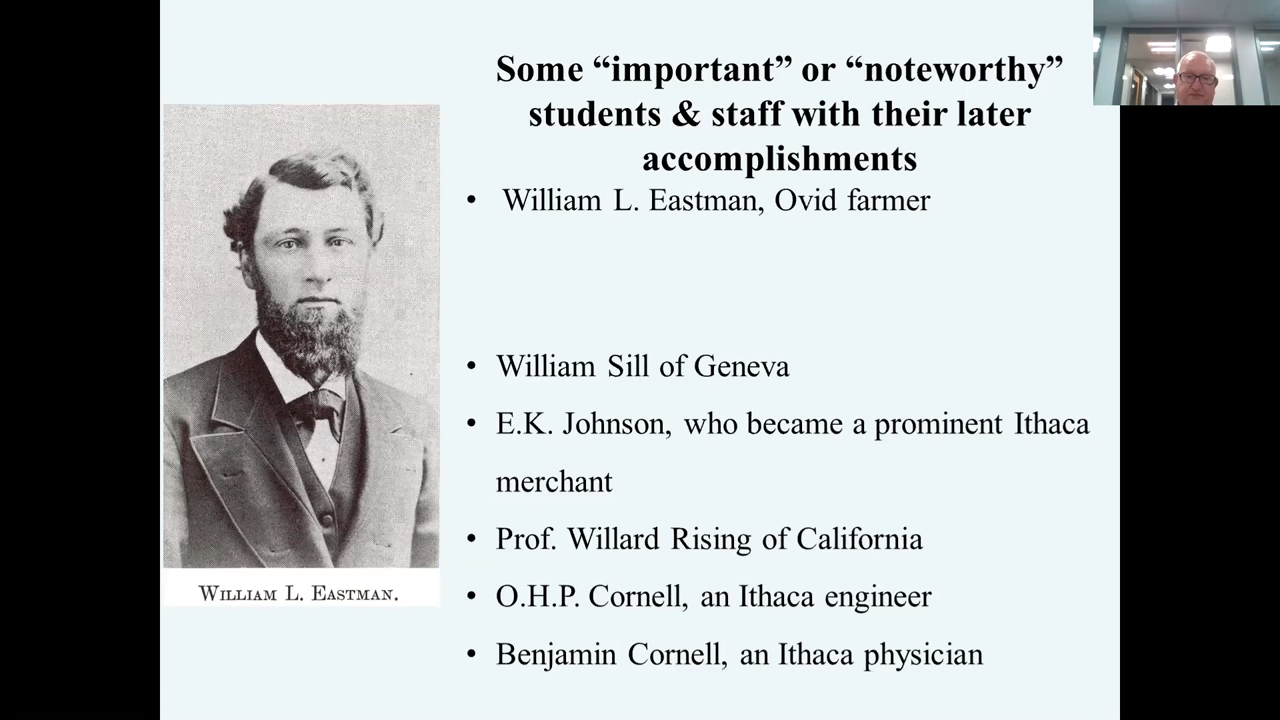 Some “important” or “noteworthy”
students & staff with their later
accomplishments
• William L. Eastman, Ovid farmer
• William Sill of Geneva
• E.K. Johnson, who became a prominent Ithaca
merchant
• Prof. Willard Rising of California
• O.H.P. Cornell, an Ithaca engineer
• Benjamin Cornell, an Ithaca physician
William L. Eastman.